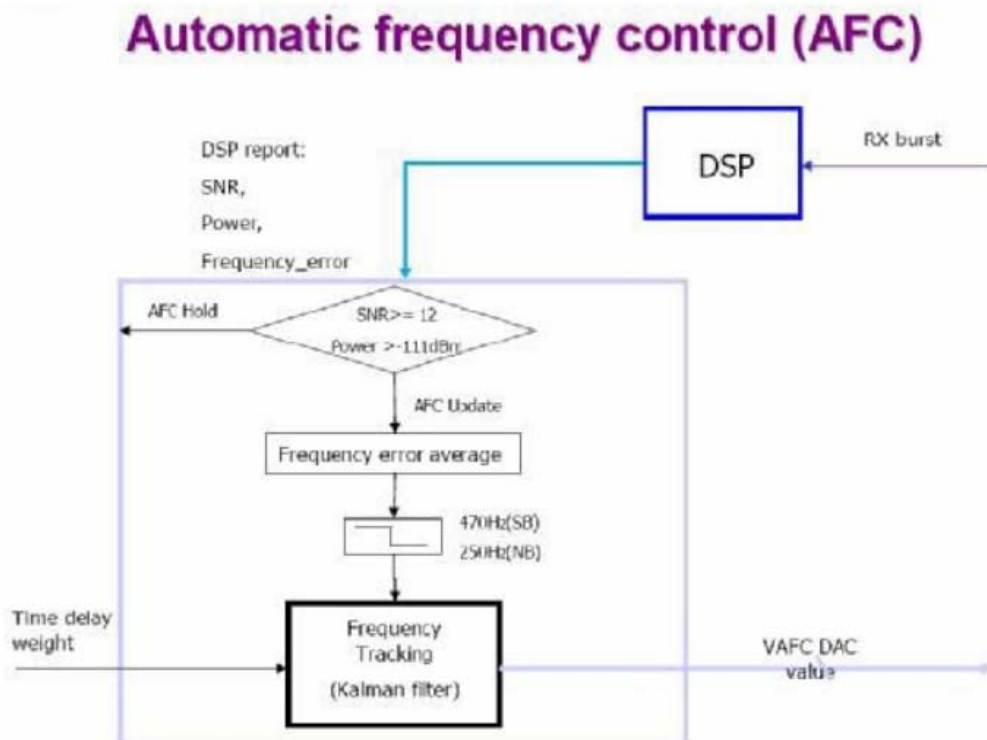 Automatic frequency control (AFC)
DSP report:
SNR,
Power,
Frequency_error
DSP
RX burst
AFC Hold
SNR>= 12
Power >-111dBm
AFC Update
Frequency error average
470Hz(SB)
250Hz(NB)
Time delay
weight
Frequency
Tracking
(Kalman filter)
VAFC DAC
value